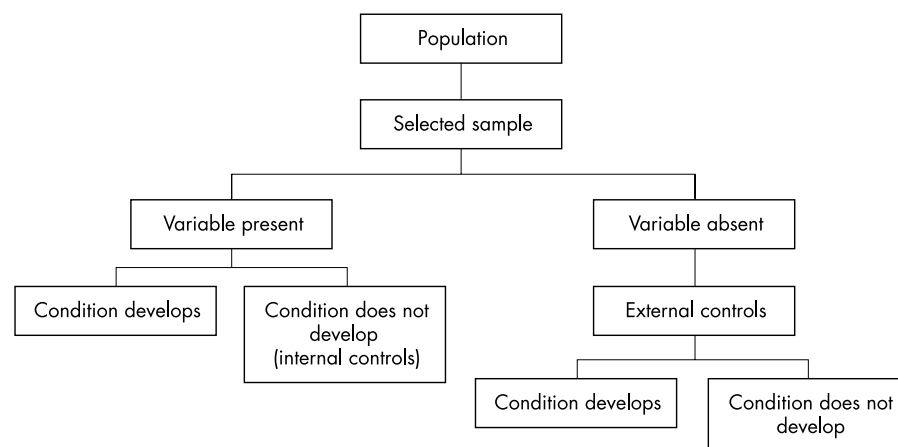 Population
Selected sample
Variable present
Variable absent
Condition develops
Condition does not
develop
(internal controls)
External controls
Condition develops
Condition does not
develop